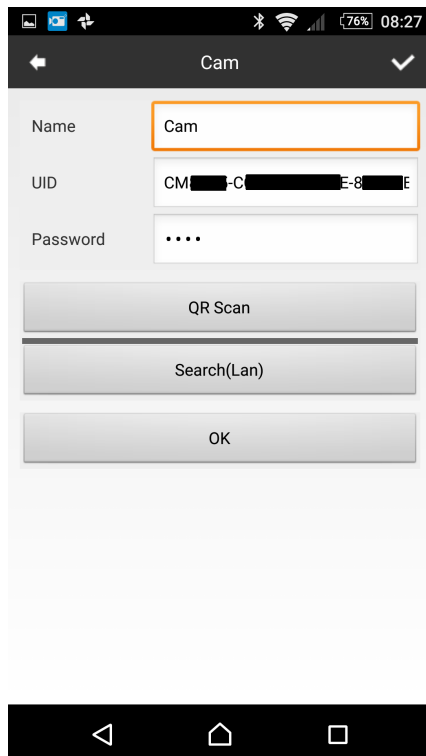 76% 08:27
Cam
Name Cam
UID CM -C E-8 E
Password ••••
QR Scan
Search(Lan)
OK